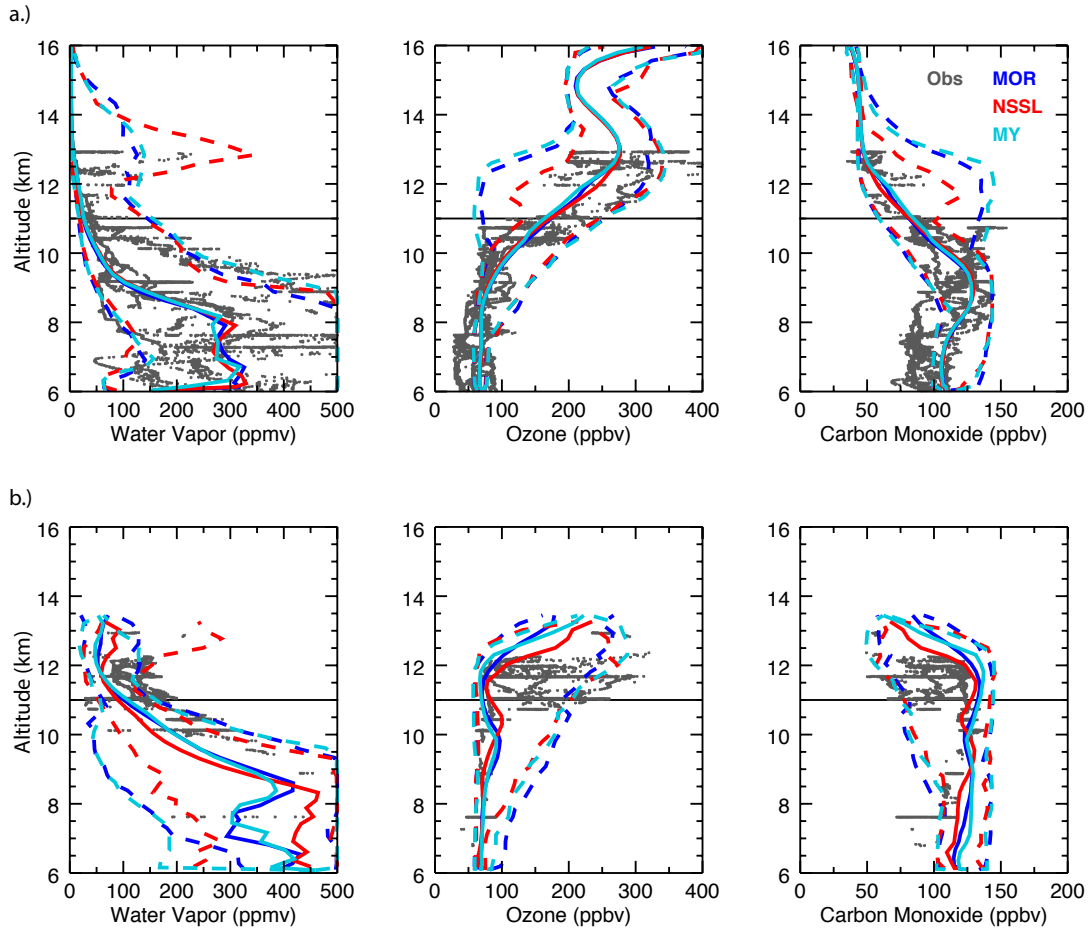 a.)
16
14
12
10
8
6
Altitude (km)
0 100 200 300 400 500
Water Vapor (ppmv)
16
14
12
10
8
6
0 100 200 300 400
Ozone (ppbv)
16
14
12
10
8
6
Obs MOR
NSSL
MY
0 50 100 150 200
Carbon Monoxide (ppbv)
b.)
16
14
12
10
8
6
Altitude (km)
0 100 200 300 400 500
Water Vapor (ppmv)
16
14
12
10
8
6
0 100 200 300 400
Ozone (ppbv)
16
14
12
10
8
6
0 50 100 150 200
Carbon Monoxide (ppbv)